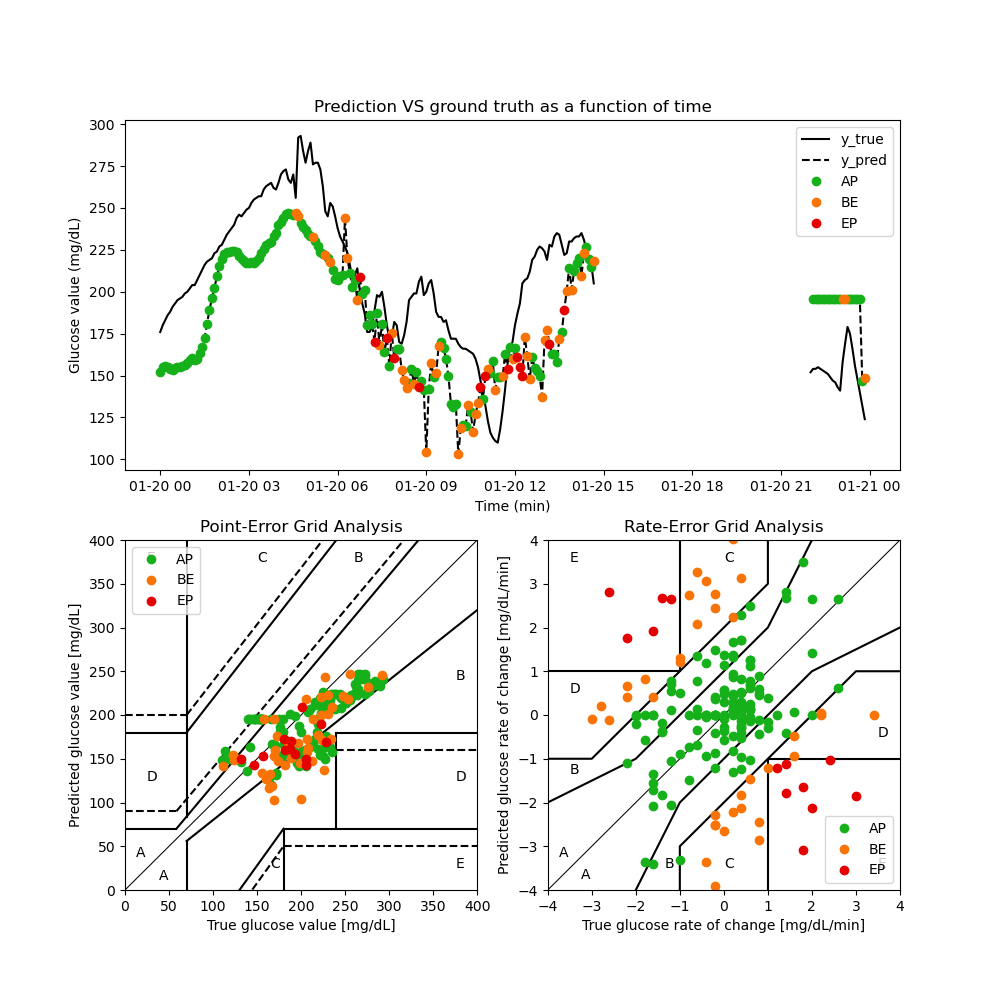 Prediction VS ground truth as a function of time
Glucose value (mg/dL)
300
275
250
225
200
175
150
125
100
y_true
y_pred
AP
BE
EP
01-20 00 01-20 03 01-20 06 01-20 09 01-20 12 01-20 15 01-20 18 01-20 21 01-21 00
Time (min)
Point-Error Grid Analysis
Predicted glucose value [mg/dL]
400
350
300
250
200
150
100
50
0
AP
BE
EP
C B
B
D D
A
A
C E
0 50 100 150 200 250 300 350 400
True glucose value [mg/dL]
Rate-Error Grid Analysis
Predicted glucose rate of change [mg/dL/min]
4
3
2
1
0
−1
−2
−3
−4
E C
D
D
B
A
A
B C
AP
BE
EP
−4 −3 −2 −1 0 1 2 3 4
True glucose rate of change [mg/dL/min]